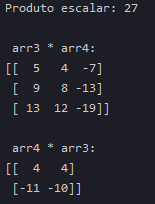 Produto escalar: 27
arr3 * arr4:
[[  5   4  -7]
 [  9   8 -13]
 [ 13  12 -19]]
arr4 * arr3:
[[  4   4]
 [-11 -10]]